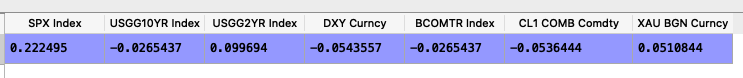 SPX Index USGG10YR Index USGG2YR Index DXY Curncy BCOMTR Index CL1 COMB Comdty XAU BGN Curncy
0.222495 −0.0265437 0.099694 −0.0543557 −0.0265437 −0.0536444 0.0510844